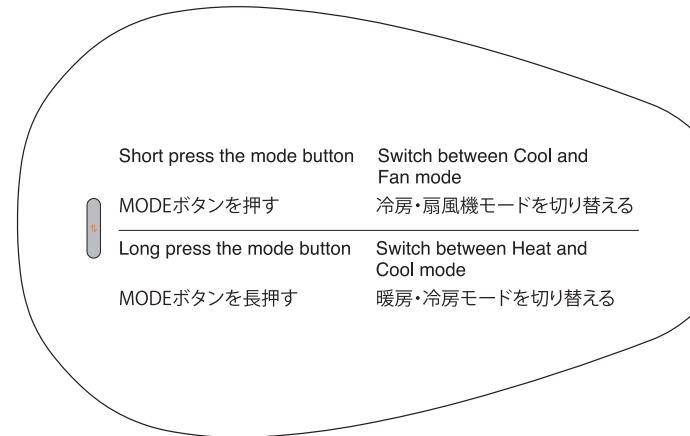 Short press the mode button
Switch between Cool and
Fan mode
MODEボタンを押す
冷房・扇風機モードを切り替える
Long press the mode button
Switch between Heat and
Cool mode
MODEボタンを長押す
暖房・冷房モードを切り替える